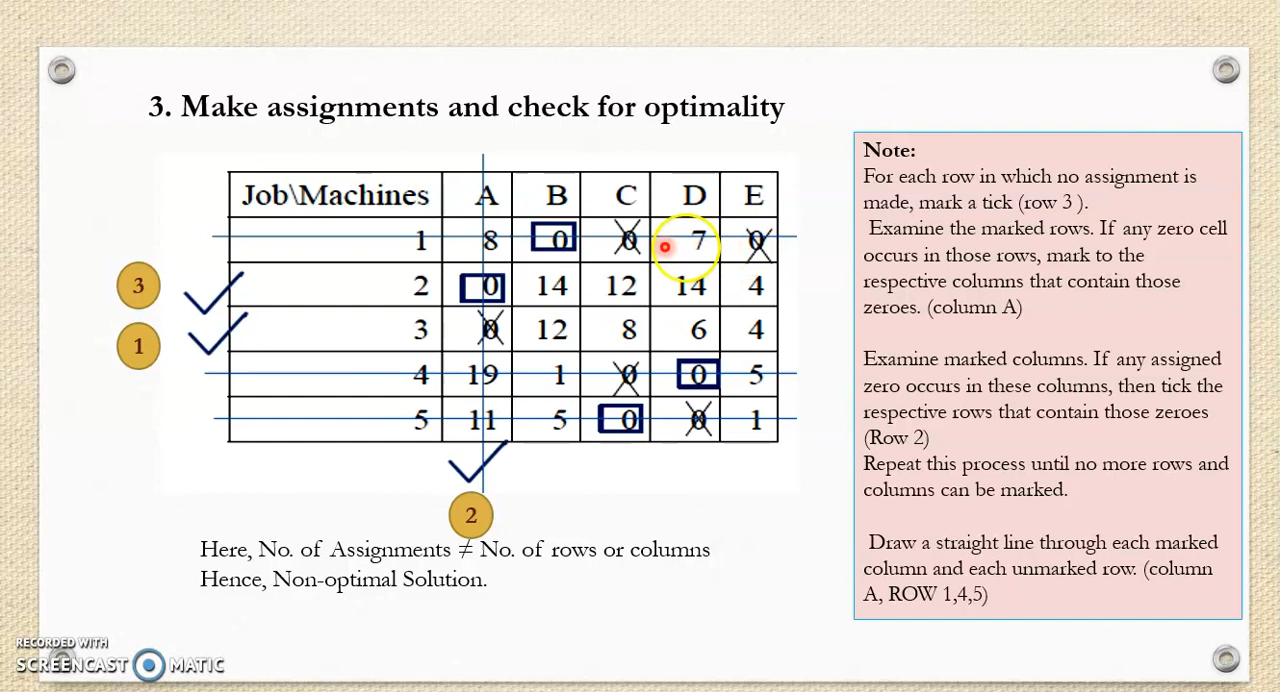 3. Make assignments and check for optimality
Job\Machines A B C D E
1 8 0 0 7 0
2 0 14 12 14 4
3 0 12 8 6 4
4 19 1 0 0 5
5 11 5 0 0 1
3
1
2
Here, No. of Assignments ≠ No. of rows or columns
Hence, Non-optimal Solution.
Note:
For each row in which no assignment is
made, mark a tick (row 3 ).
Examine the marked rows. If any zero cell
occurs in those rows, mark to the
respective columns that contain those
zeroes. (column A)
Examine marked columns. If any assigned
zero occurs in these columns, then tick the
respective rows that contain those zeroes
(Row 2)
Repeat this process until no more rows and
columns can be marked.
Draw a straight line through each marked
column and each unmarked row. (column
A, ROW 1,4,5)
RECORDED WITH
SCREENCAST MATIC